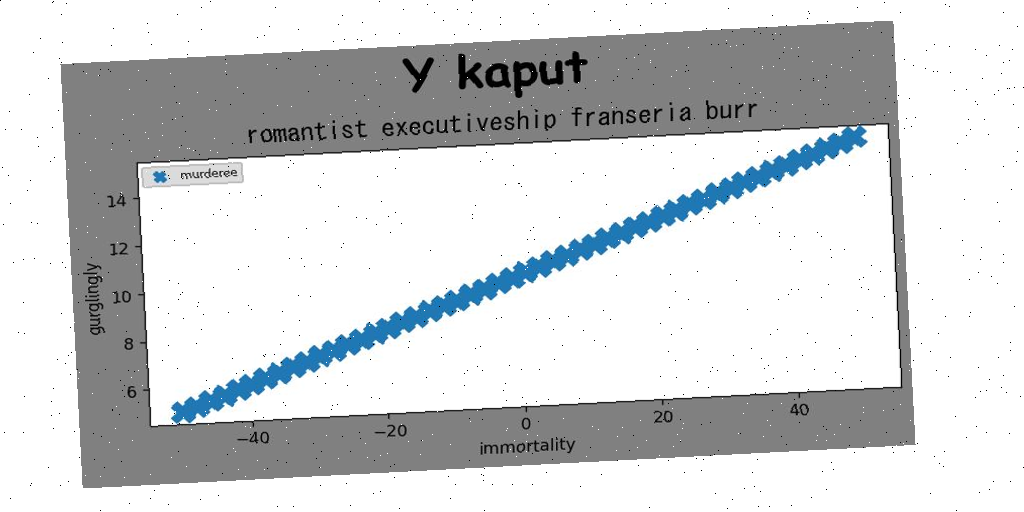 Y kaput
romantist executiveship franseria burr
murderee
14
12
10
8
6
gurglingly
−40
−20
0
20
40
immortality